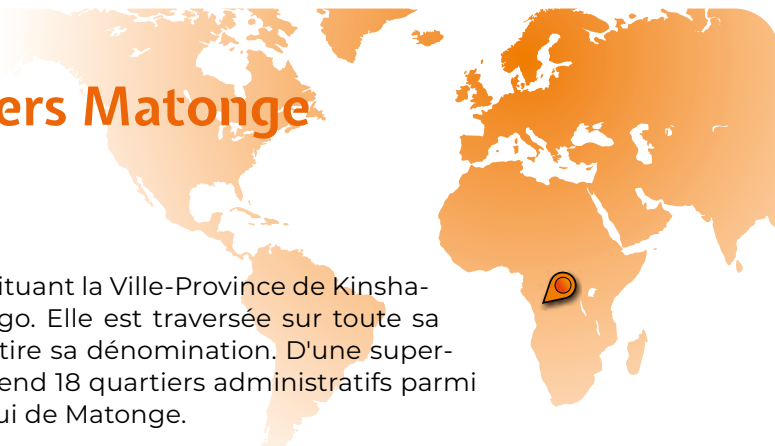 ers Matonge
ituant la Ville-Province de Kinsha-
go. Elle est traversée sur toute sa
tire sa dénomination. D'une super-
end 18 quartiers administratifs parmi
ui de Matonge.